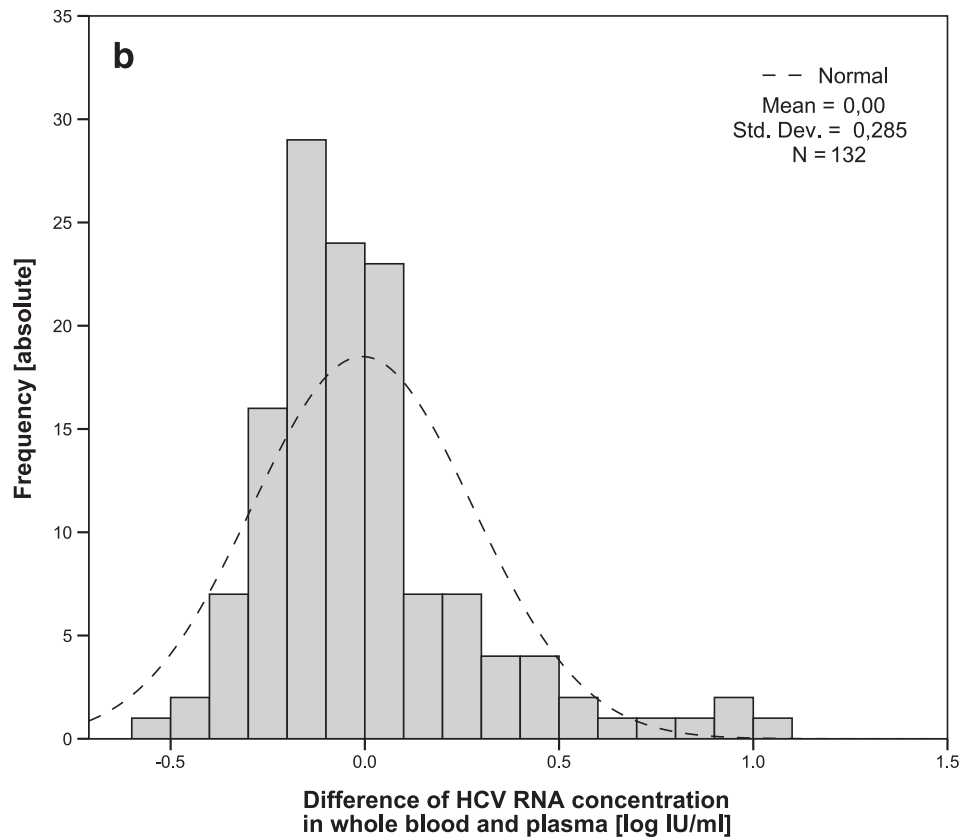 b
Normal
Mean = 0,00
Std. Dev. = 0,285
N = 132
35
30
25
20
15
10
5
0
Frequency [absolute]
-0.5 0.0 0.5 1.0 1.5
Difference of HCV RNA concentration
in whole blood and plasma [log IU/ml]